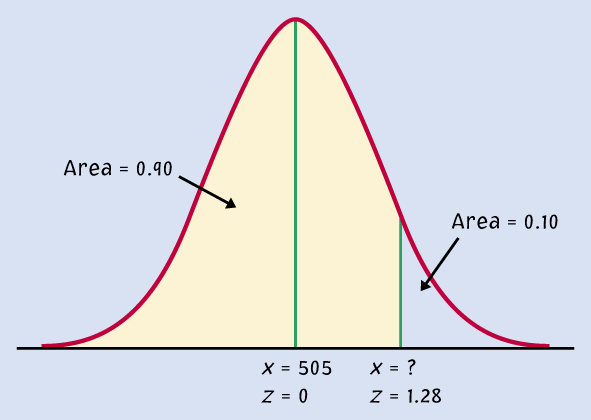 Area = 0.90
Area = 0.10
x = 505
z = 0
x = ?
z = 1.28